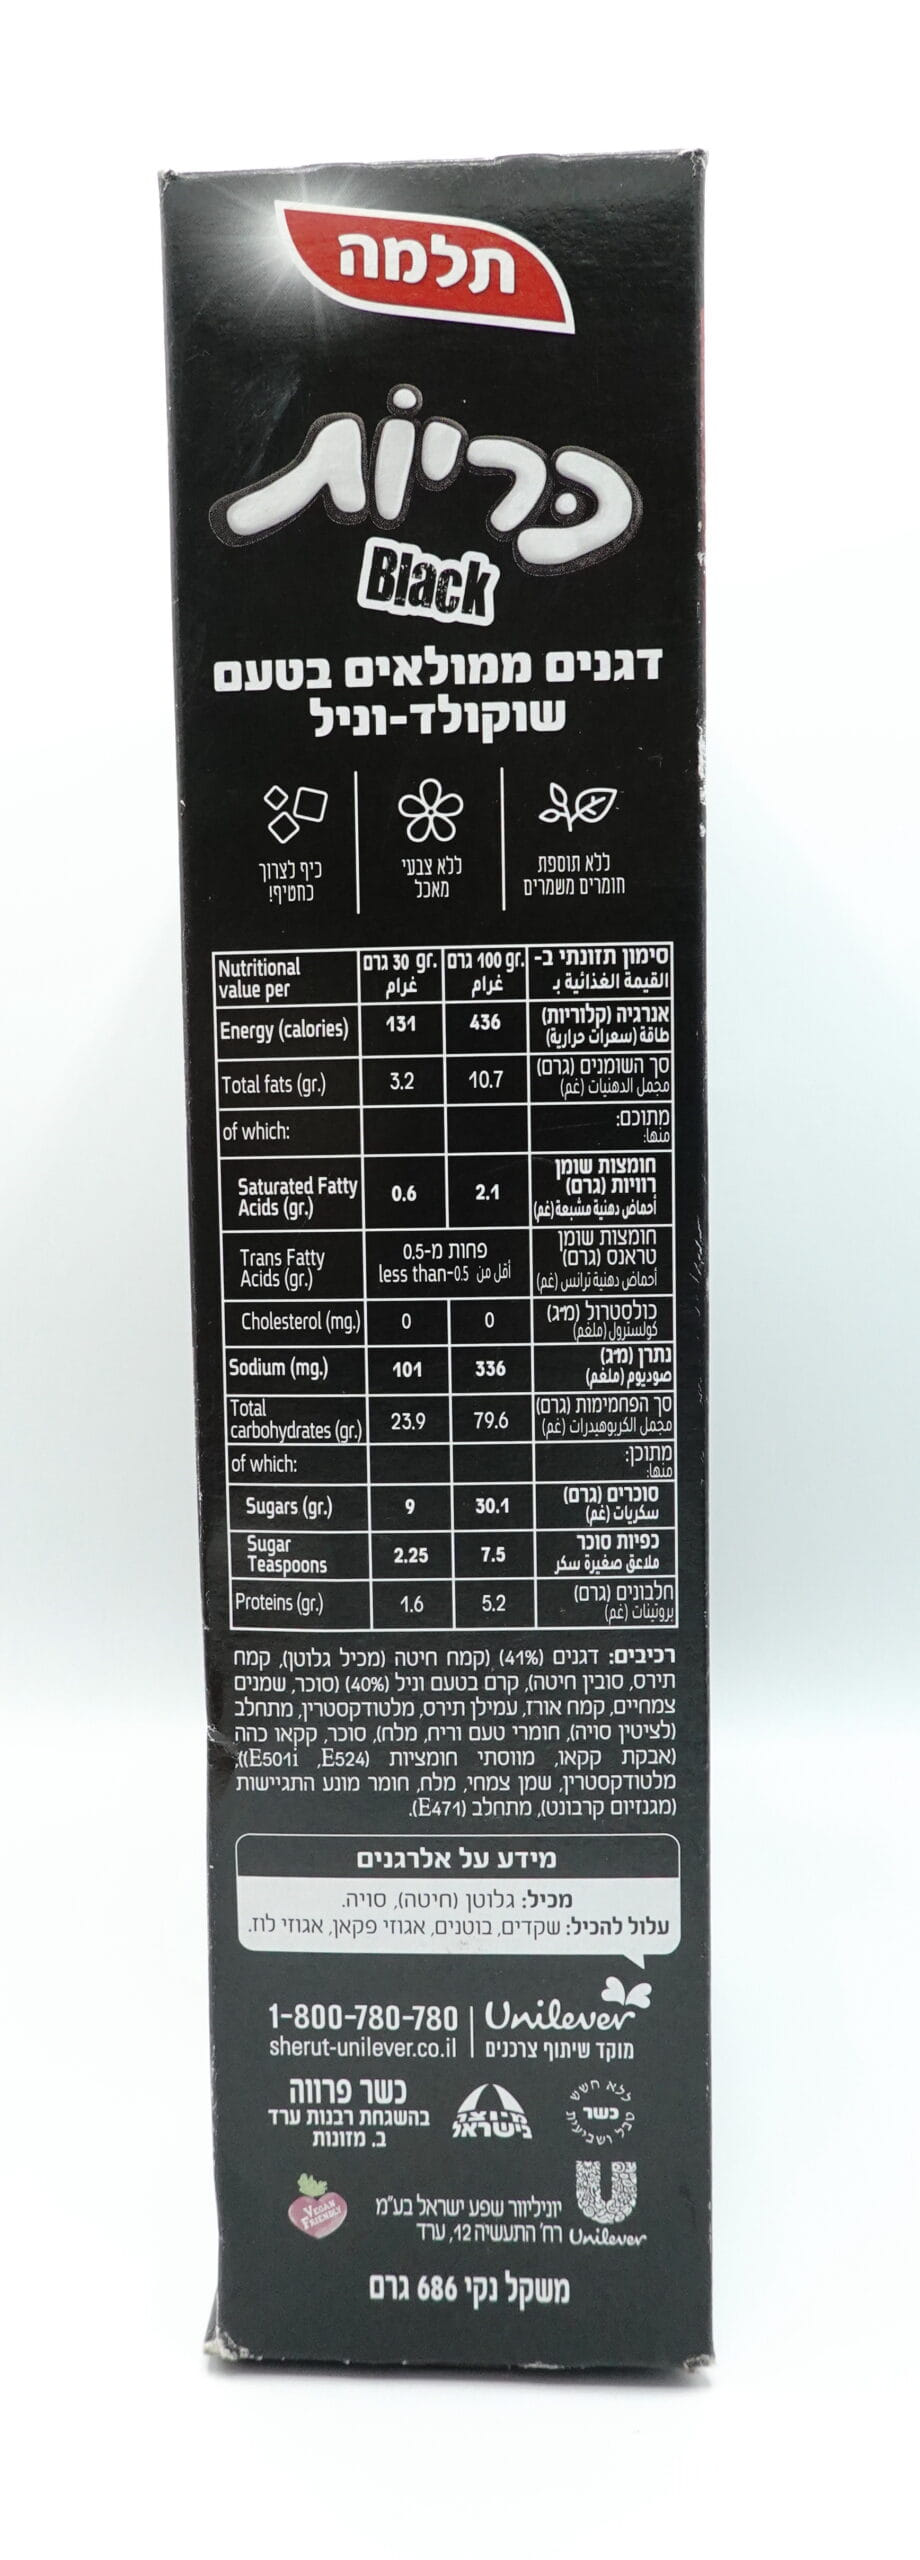 תלמה
כריות
Black
דגנים ממולאים בטעם
שוקולד-וניל
ללא תוספת
חומרים משמרים
ללא צבעי
מאכל
כיף לצרוך
כחטיף!
סימון תזונתי ב- 100 גרם gr. 30 גרם gr. Nutritional
القيمة الغذائية بـ غرام غرام value per
אנרגיה (קלוריות)
طاقة (سعرات حرارية) 436 131 Energy (calories)
סך השומנים (גרם)
مجمل الدهنيات (غم) 10.7 3.2 Total fats (gr.)
מתוכם:
منها: of which:
חומצות שומן
רוויות (גרם) 2.1 0.6 Saturated Fatty
أحماض دهنية مشبعة (غم) Acids (gr.)
חומצות שומן
טראנס (גרם) פחות מ-0.5 Trans Fatty
أحماض دهنية ترانس (غم) less than-0.5 أقل من Acids (gr.)
כולסטרול (מ"ג)
كولسترول (ملغم) 0 0 Cholesterol (mg.)
נתרן (מ"ג)
صوديوم (ملغم) 336 101 Sodium (mg.)
סך הפחמימות (גרם) Total
مجمل الكربوهيدرات (غم) 79.6 23.9 carbohydrates (gr.)
מתוכן:
منها: of which:
סוכרים (גרם)
سكريات (غم) 30.1 9 Sugars (gr.)
כפיות סוכר Sugar
ملاعق صغيرة سكر 7.5 2.25 Teaspoons
חלבונים (גרם)
بروتينات (غم) 5.2 1.6 Proteins (gr.)
רכיבים: דגנים (41%) (קמח חיטה (מכיל גלוטן), קמח
תירס, סובין חיטה), קרם בטעם וניל (40%) (סוכר, שמנים
צמחיים, קמח אורז, עמילן תירס, מלטודקסטרין, מתחלב
(לציטין סויה), חומרי טעם וריח, מלח), סוכר, קקאו כהה
(אבקת קקאו, מווסתי חומציות (E524, E501i)),
מלטודקסטרין, שמן צמחי, מלח, חומר מונע התגיישות
(מגנזיום קרבונט), מתחלב (E471).
מידע על אלרגנים
מכיל: גלוטן (חיטה), סויה.
עלול להכיל: שקדים, בוטנים, אגוזי פקאן, אגוזי לוז.
Unilever
מוקד שיתוף צרכנים
1-800-780-780
sherut-unilever.co.il
ללא חשש
כשר
טבל ושביעית
תוצרת
ישראל
כשר פרווה
בהשגחת רבנות ערד
ב. מזונות
Unilever
יוניליוור שפע ישראל בע"מ
רח' התעשיה 12, ערד
VEGAN
FRIENDLY
משקל נקי 686 גרם